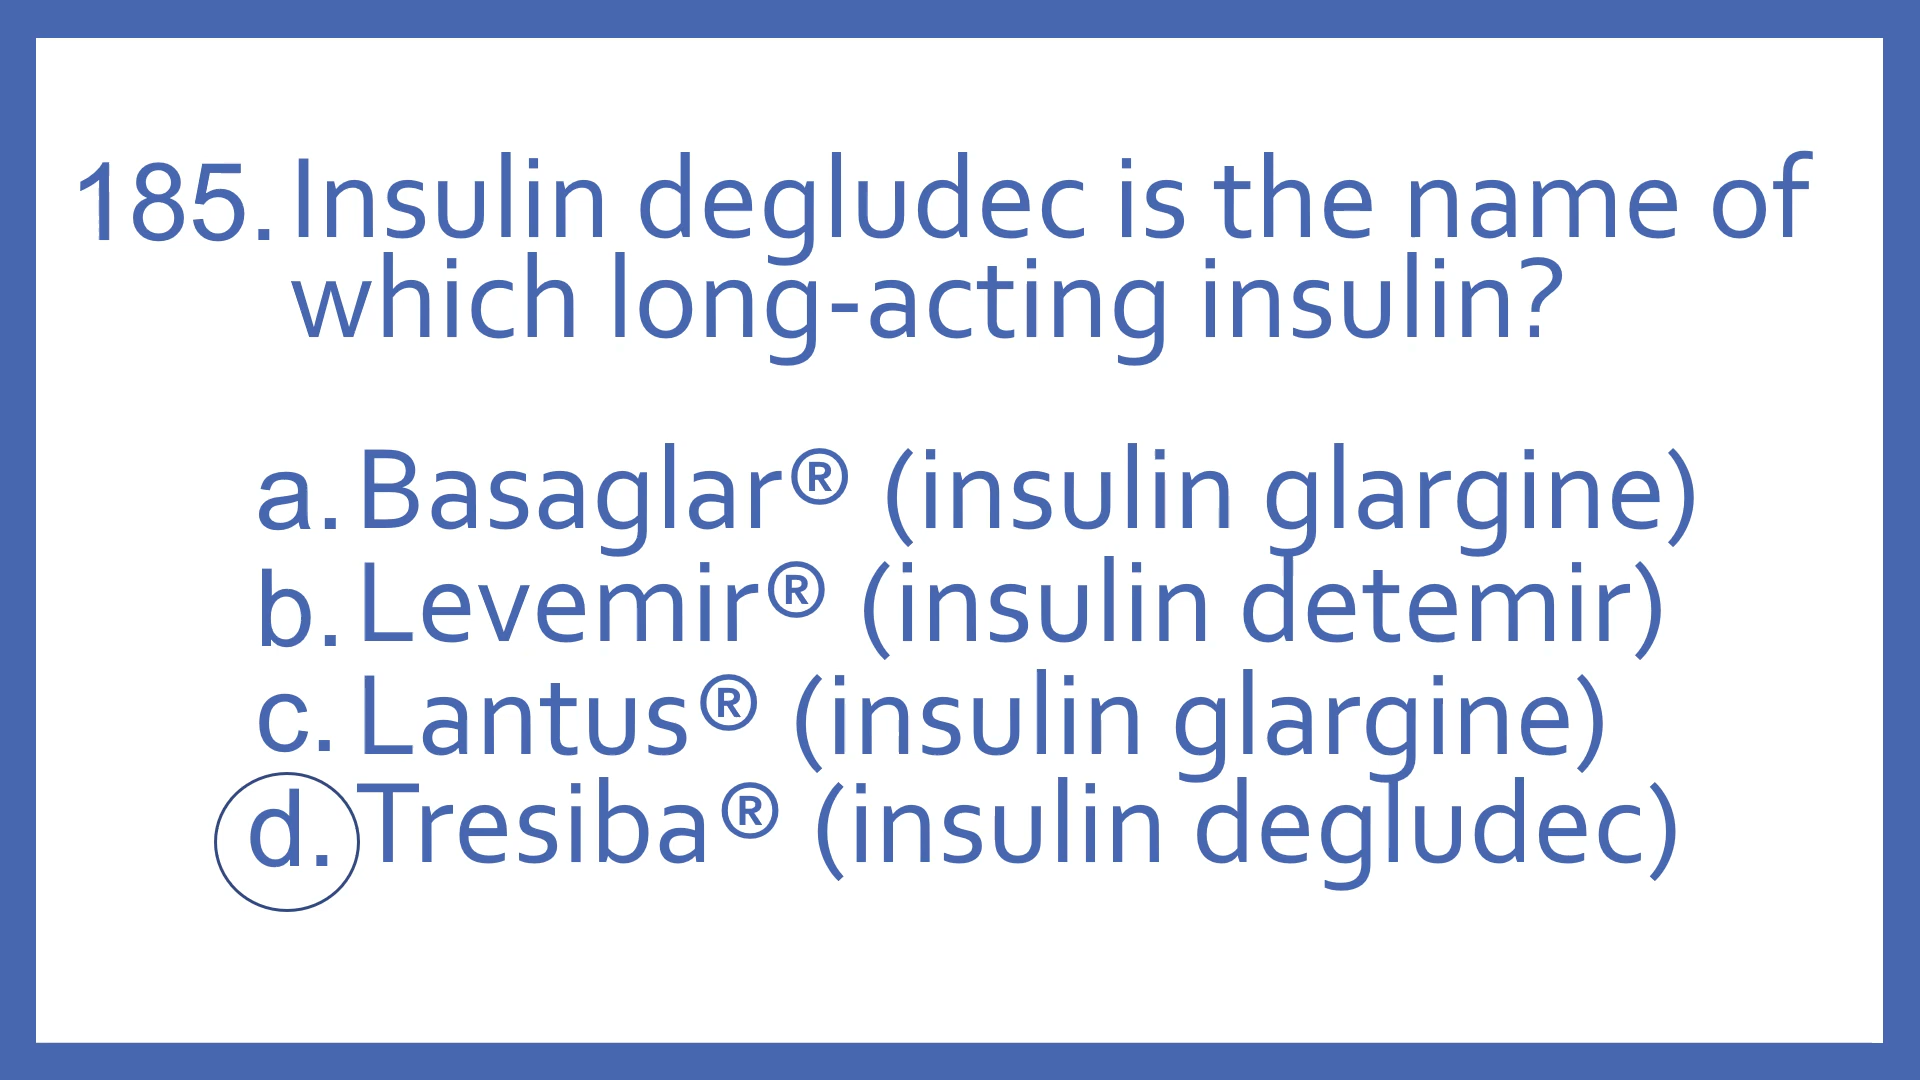 185. Insulin degludec is the name of
which long-acting insulin?
a. Basaglar® (insulin glargine)
b. Levemir® (insulin detemir)
c. Lantus® (insulin glargine)
d. Tresiba® (insulin degludec)